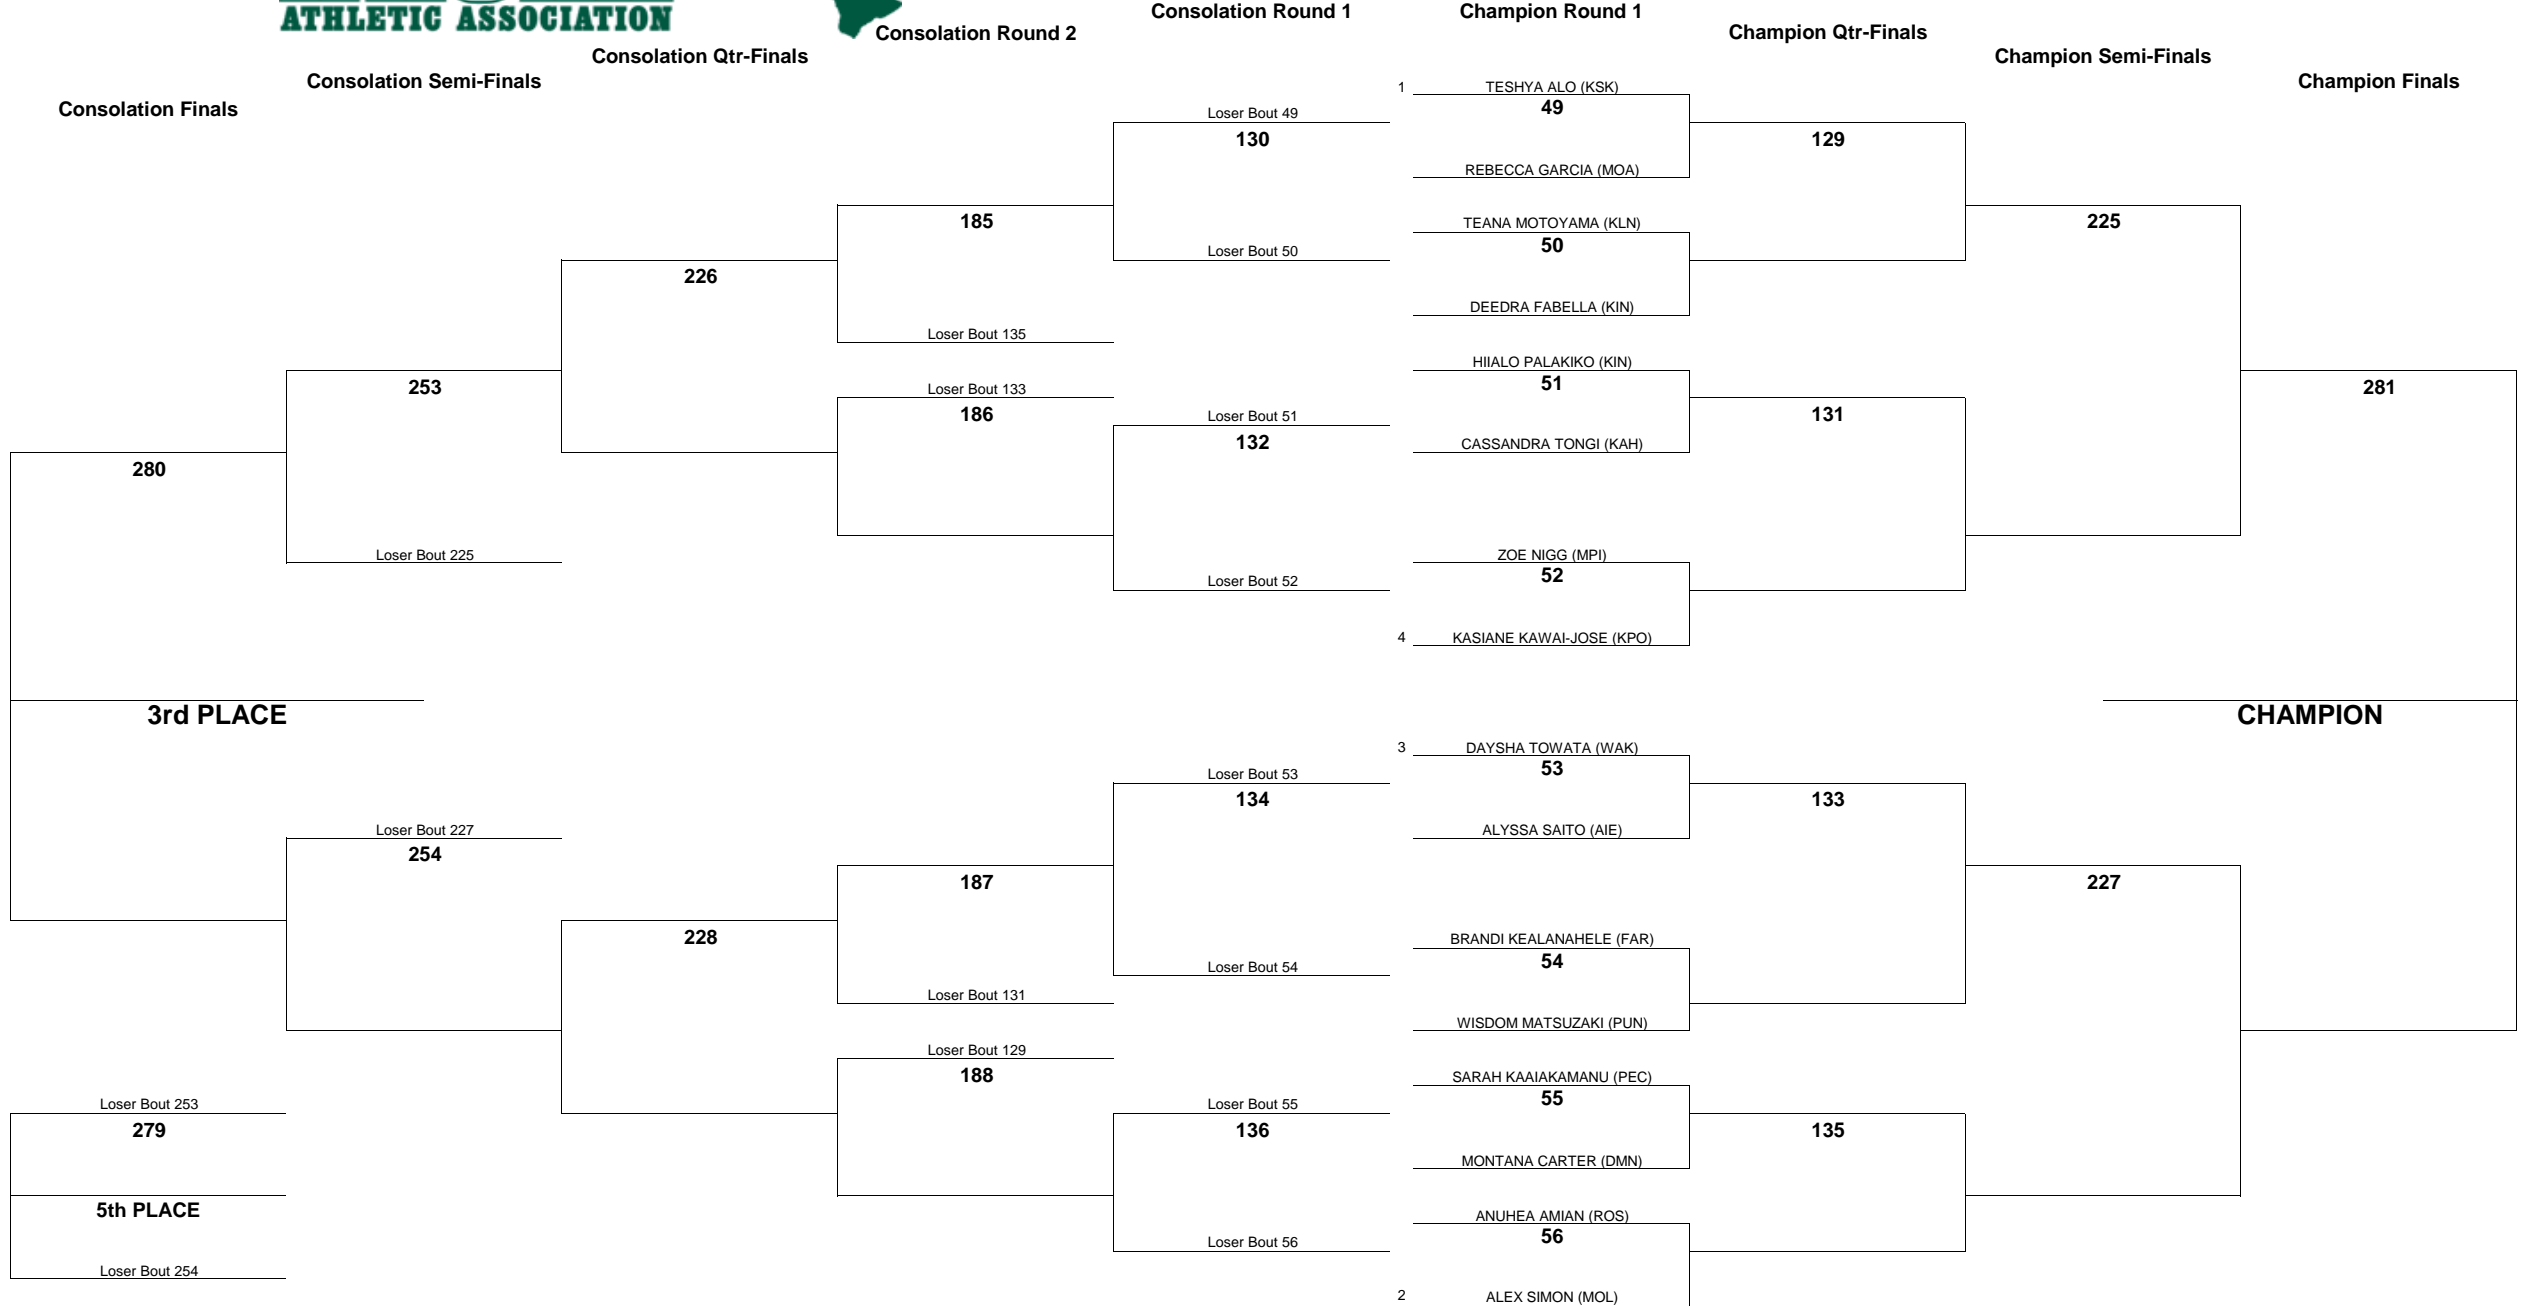 ATHLETIC ASSOCIATION
Consolation Round 1
Champion Round 1
Consolation Round 2
Champion Qtr-Finals
Consolation Qtr-Finals
Champion Semi-Finals
Consolation Semi-Finals
Champion Finals
Consolation Finals
1 TESHYA ALO (KSK)
49
Loser Bout 49
130
129
REBECCA GARCIA (MOA)
185
TEANA MOTOYAMA (KLN)
225
50
Loser Bout 50
226
DEEDRA FABELLA (KIN)
Loser Bout 135
HIIALO PALAKIKO (KIN)
253
Loser Bout 133
51
281
186
Loser Bout 51
131
132
CASSANDRA TONGI (KAH)
280
Loser Bout 225
ZOE NIGG (MPI)
52
Loser Bout 52
4 KASIANE KAWAI-JOSE (KPO)
3rd PLACE
CHAMPION
3 DAYSHA TOWATA (WAK)
53
Loser Bout 53
134
133
Loser Bout 227
ALYSSA SAITO (AIE)
254
187
227
228
BRANDI KEALANAHELE (FAR)
54
Loser Bout 54
Loser Bout 131
WISDOM MATSUZAKI (PUN)
Loser Bout 129
188
SARAH KAAIAKAMANU (PEC)
55
Loser Bout 253
Loser Bout 55
279
136
135
MONTANA CARTER (DMN)
5th PLACE
ANUHEA AMIAN (ROS)
56
Loser Bout 56
Loser Bout 254
2 ALEX SIMON (MOL)